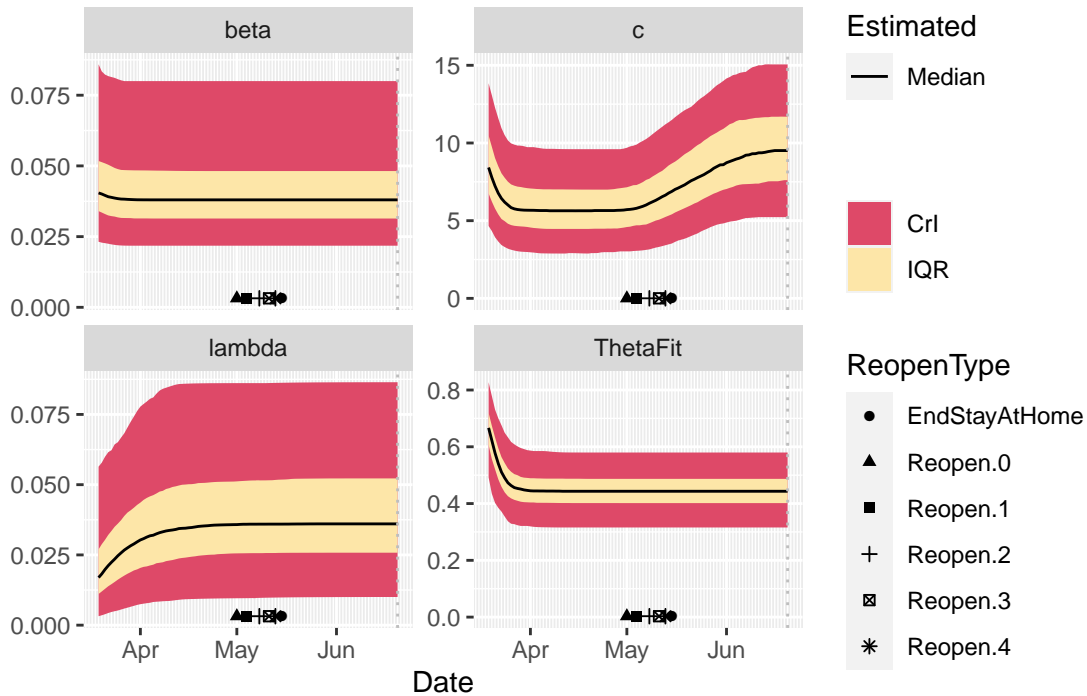 beta
c
0.075
0.050
0.025
0.000
15
10
5
0
lambda
ThetaFit
0.075
0.050
0.025
0.000
0.8
0.6
0.4
0.2
0.0
Apr May Jun
Apr May Jun
Date
Estimated
Median
CrI
IQR
ReopenType
EndStayAtHome
Reopen.0
Reopen.1
Reopen.2
Reopen.3
Reopen.4